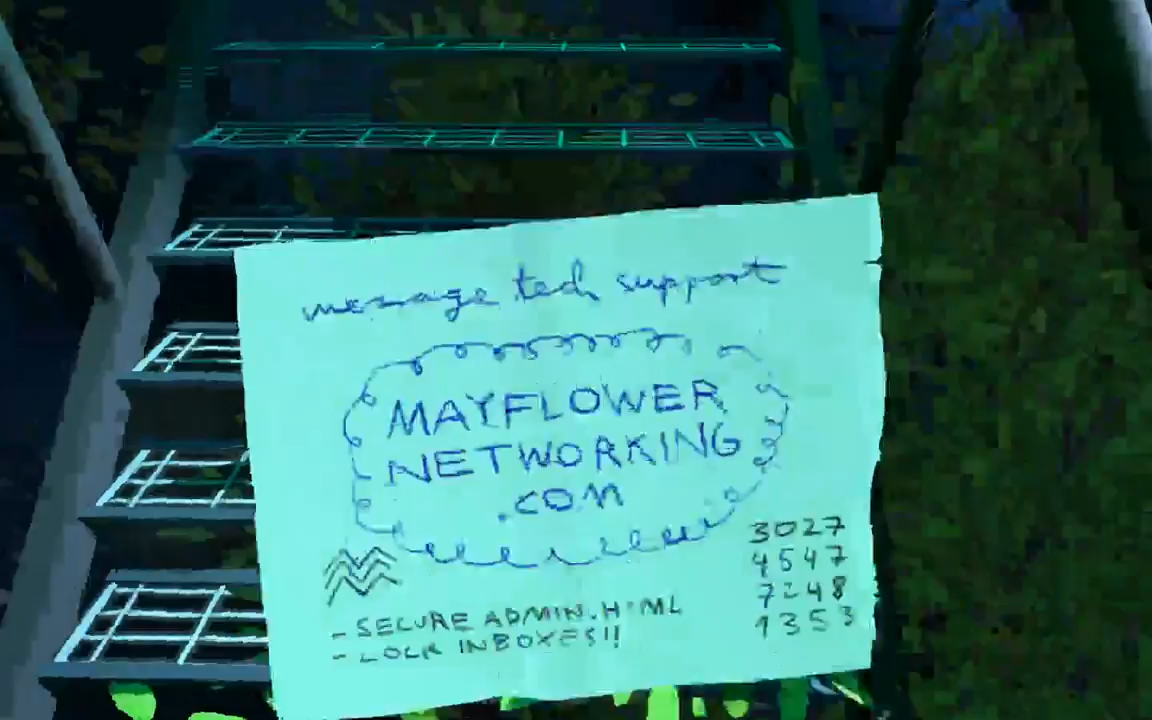 message tech support
MAYFLOWER
NETWORKING
.COM
3027
4547
7248
1353
- SECURE ADMIN.HTML
- LOCK INBOXES!!